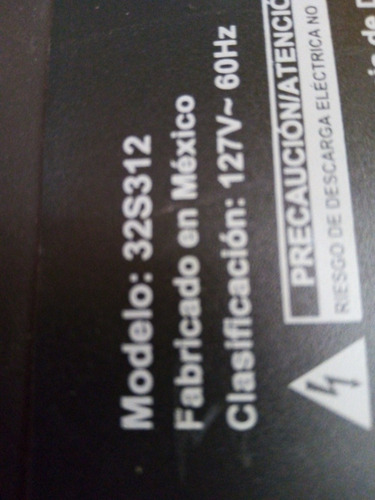 Modelo: 32S312
Fabricado en México
Clasificación: 127V~ 60Hz
PRECAUCIÓN/ATENCIÓ
RIESGO DE DESCARGA ELÉCTRICA NO